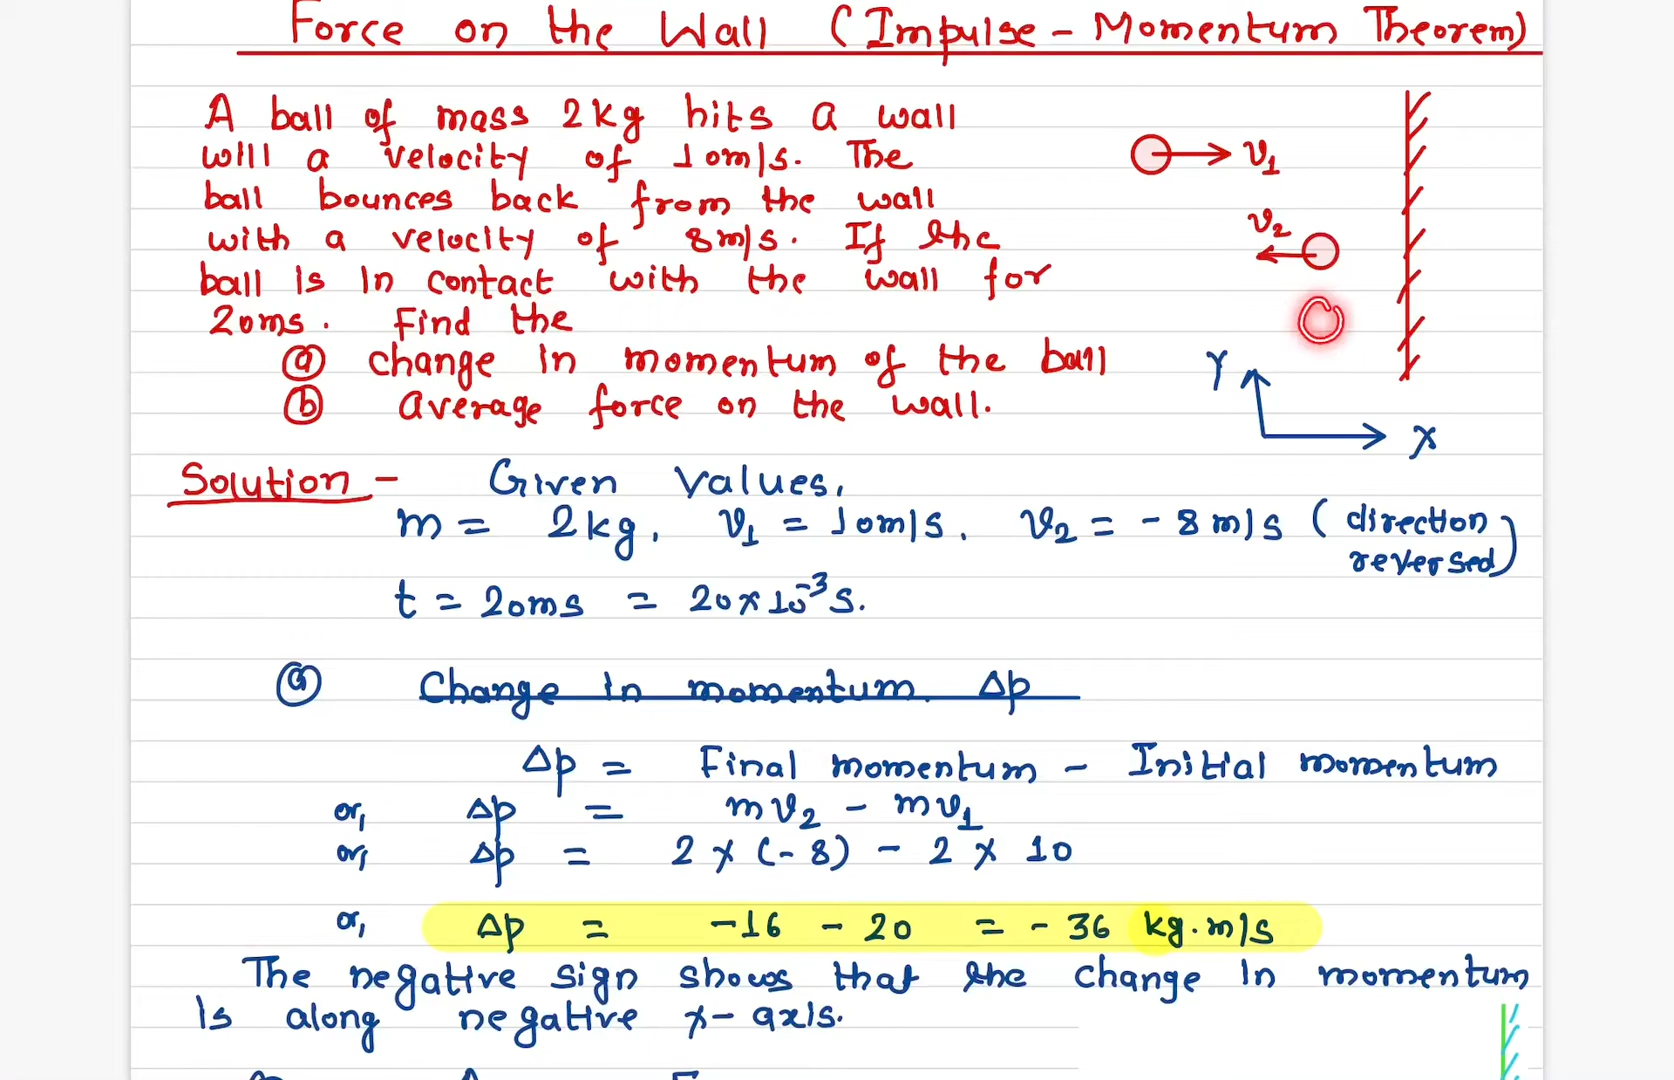 Force on the Wall (Impulse - Momentum Theorem)
A ball of mass 2kg hits a wall
will a velocity of 10m/s. The
ball bounces back from the wall
with a velocity of 8m/s. If the
ball is in contact with the wall for
20ms. Find the
(a) change in momentum of the ball
(b) average force on the wall.
v₁
v₂
Y
X
Solution - Given values,
m = 2kg, v₁ = 10m/s, v₂ = -8m/s (direction reversed)
t = 20ms = 20×10⁻³s.
(a) Change in momentum Δp
Δp = Final momentum - Initial momentum
or, Δp = mv₂ - mv₁
or, Δp = 2 × (-8) - 2 × 10
or, Δp = -16 - 20 = -36 kg.m/s
The negative sign shows that the change in momentum
is along negative x-axis.